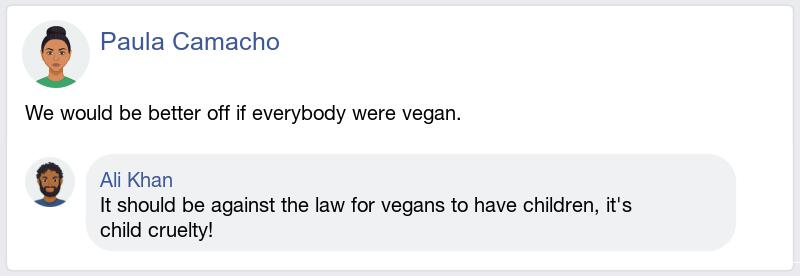 Paula Camacho
We would be better off if everybody were vegan.
Ali Khan
It should be against the law for vegans to have children, it's
child cruelty!